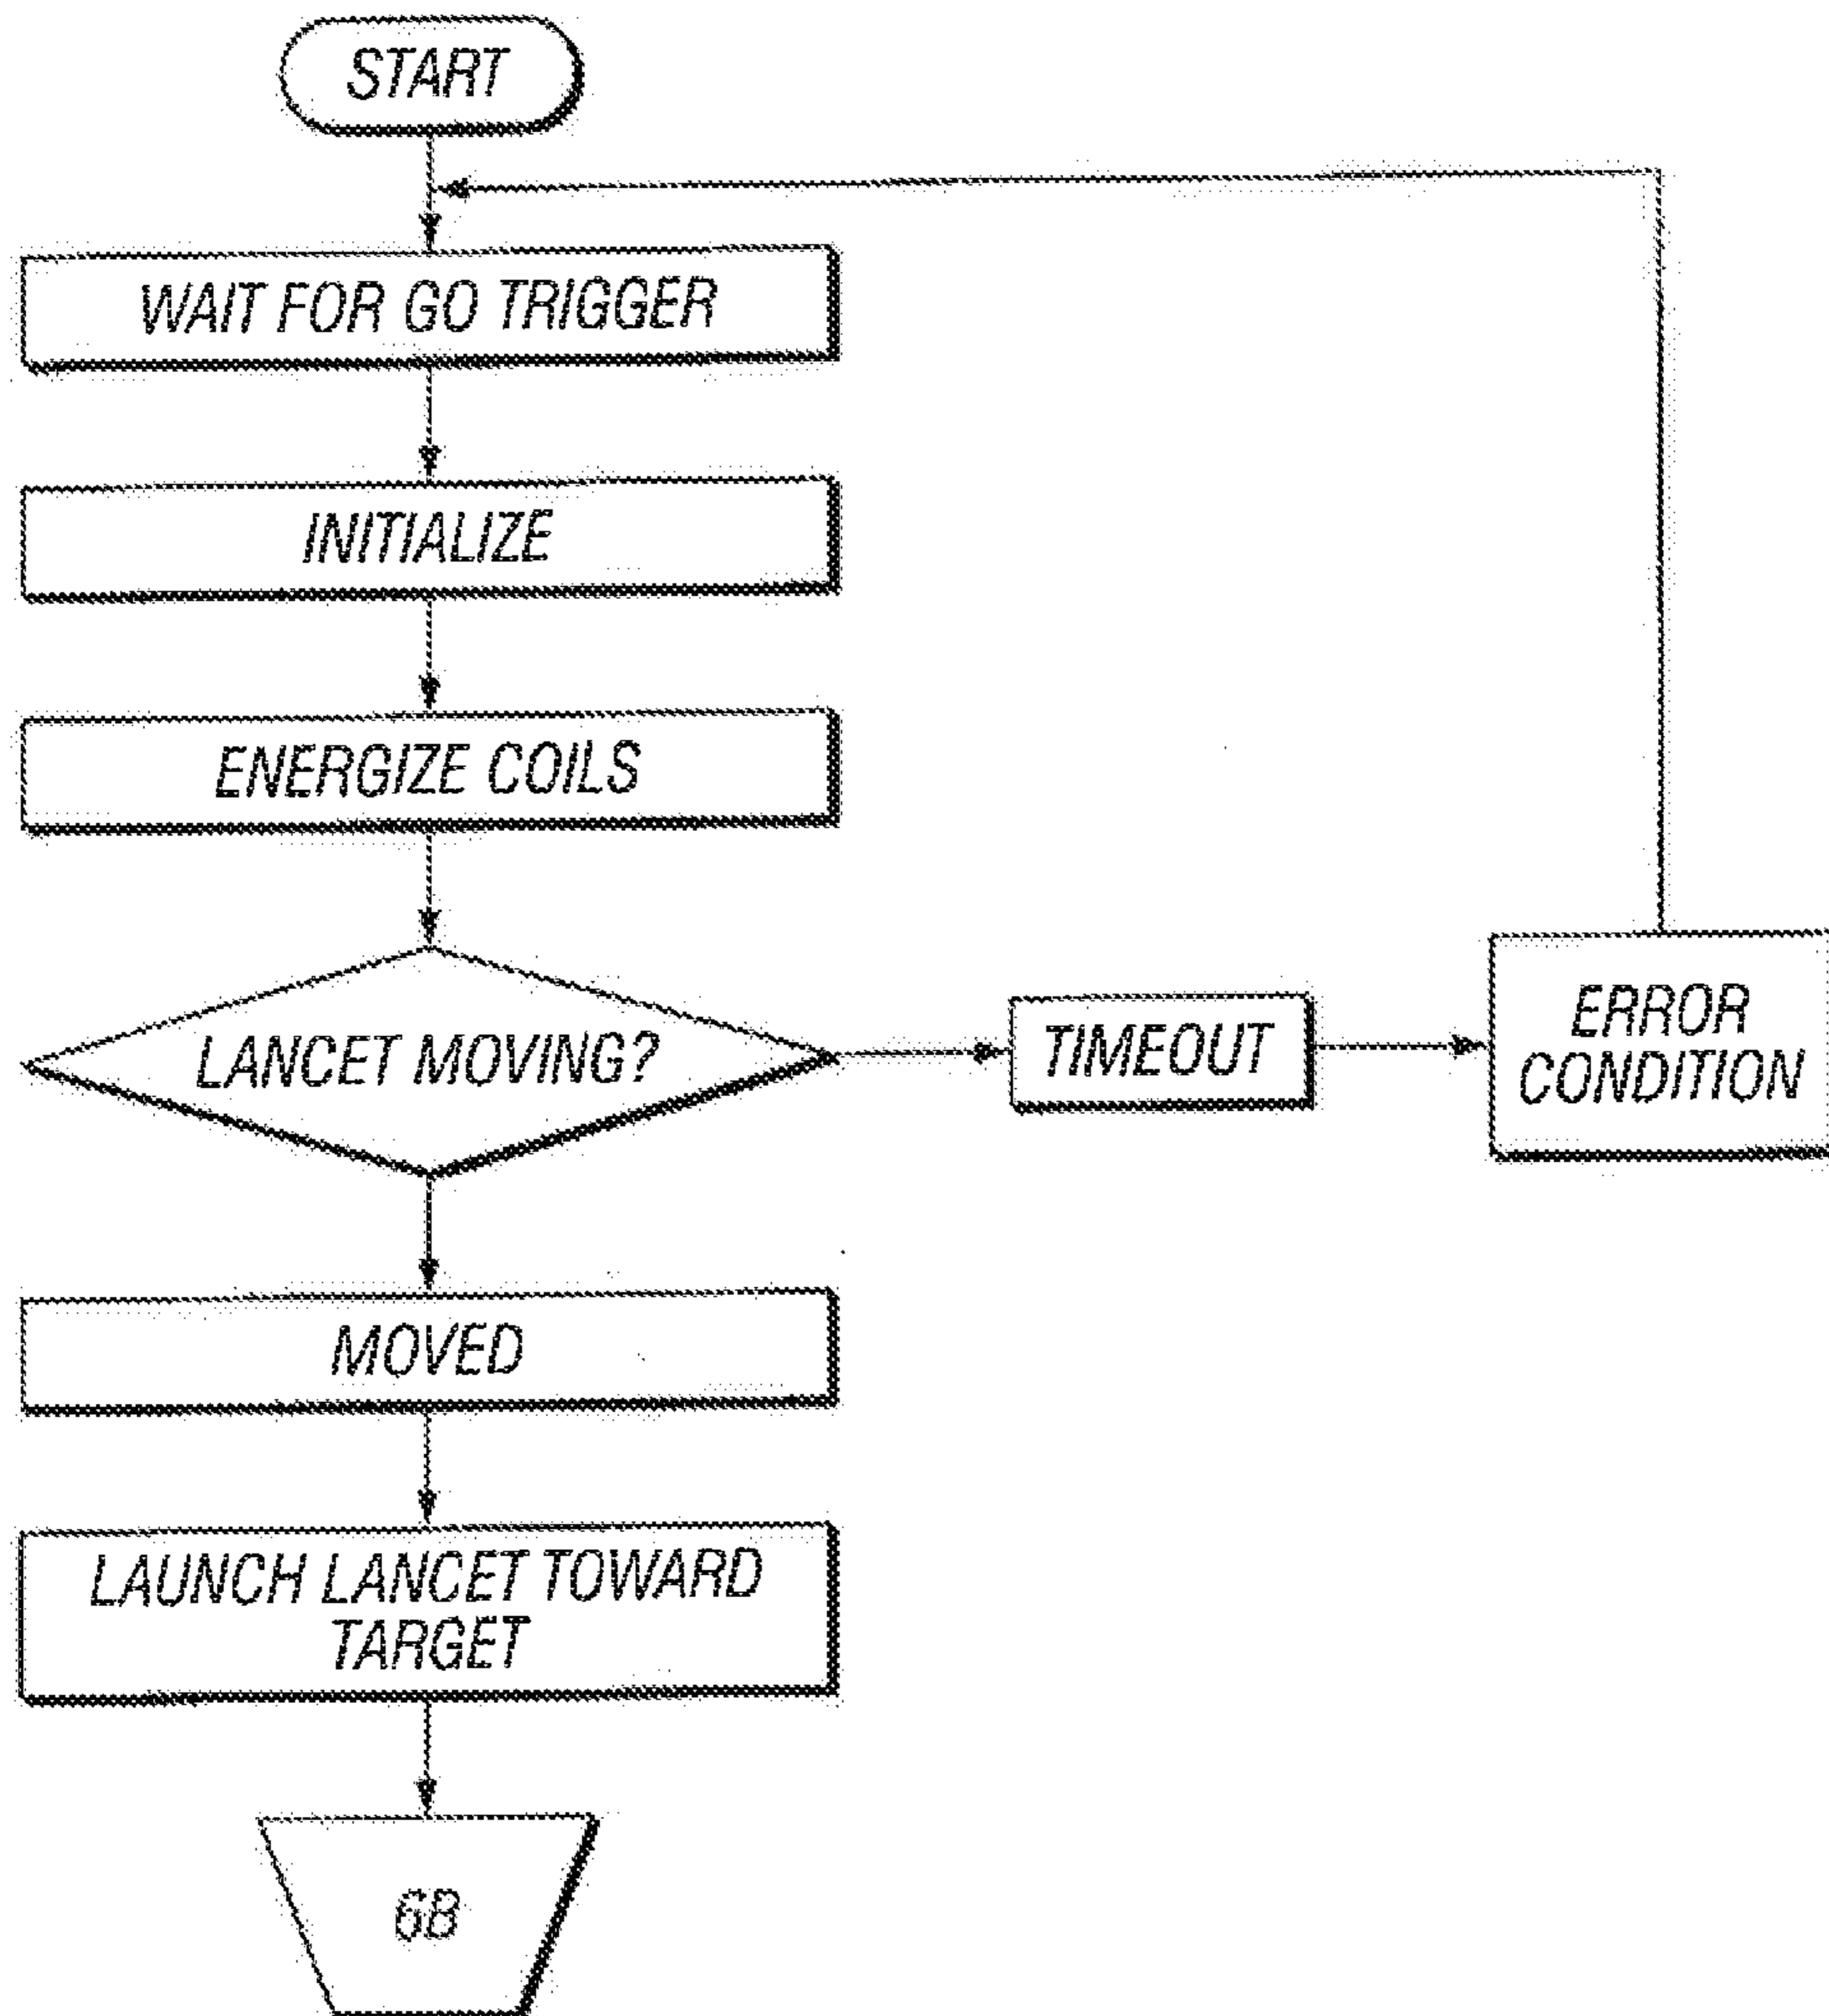 START
WAIT FOR GO TRIGGER
INITIALIZE
ENERGIZE COILS
LANCET MOVING?
TIMEOUT
ERROR
CONDITION
MOVED
LAUNCH LANCET TOWARD
TARGET
6B